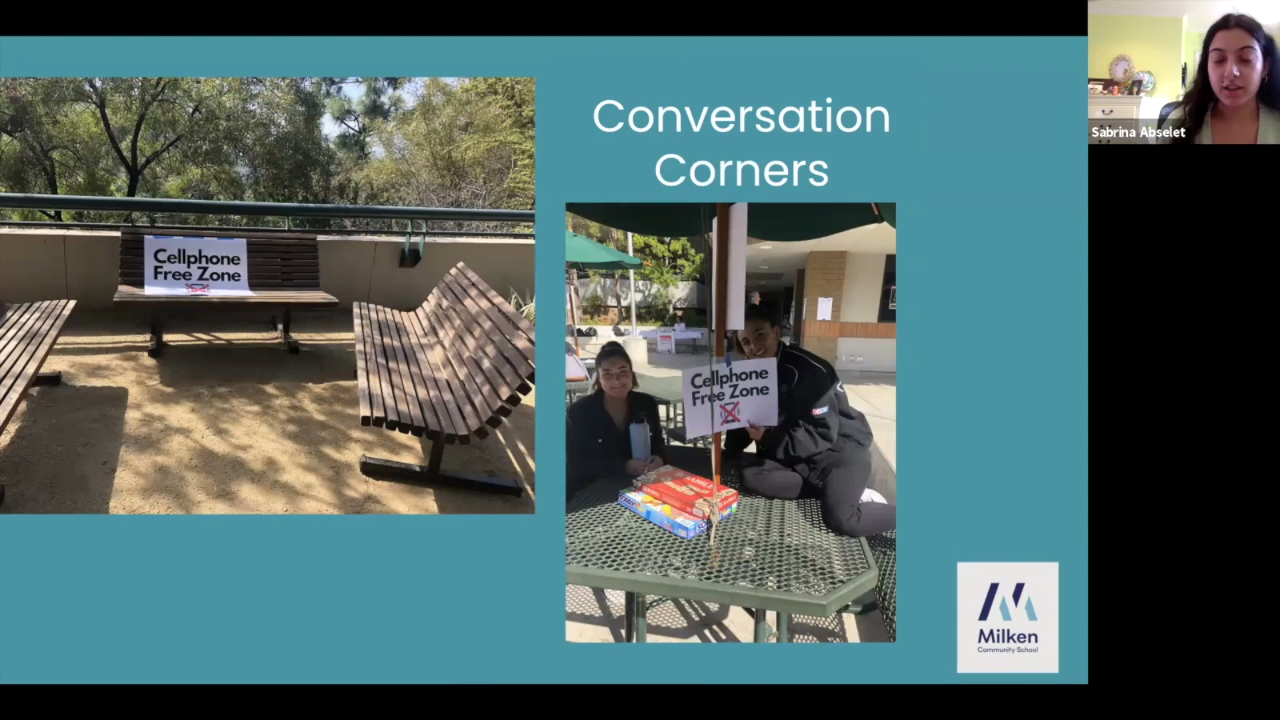 Conversation
Corners
Cellphone
Free Zone
Cellphone
Free Zone
Milken
Community School
Sabrina Abselet